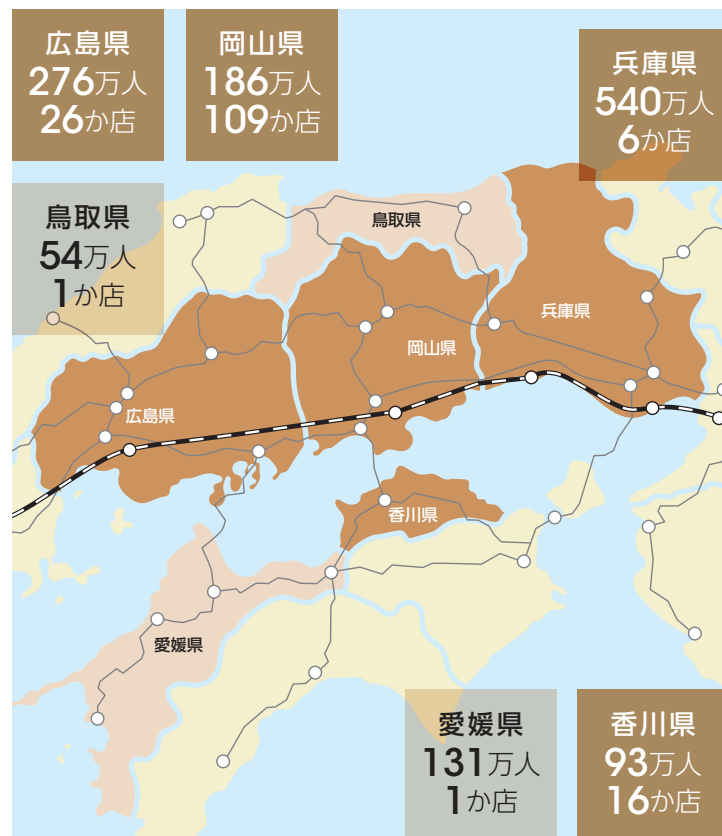 広島県
276万人
26か店
岡山県
186万人
109か店
兵庫県
540万人
6か店
鳥取県
54万人
1か店
鳥取県
兵庫県
岡山県
広島県
香川県
愛媛県
愛媛県
131万人
1か店
香川県
93万人
16か店